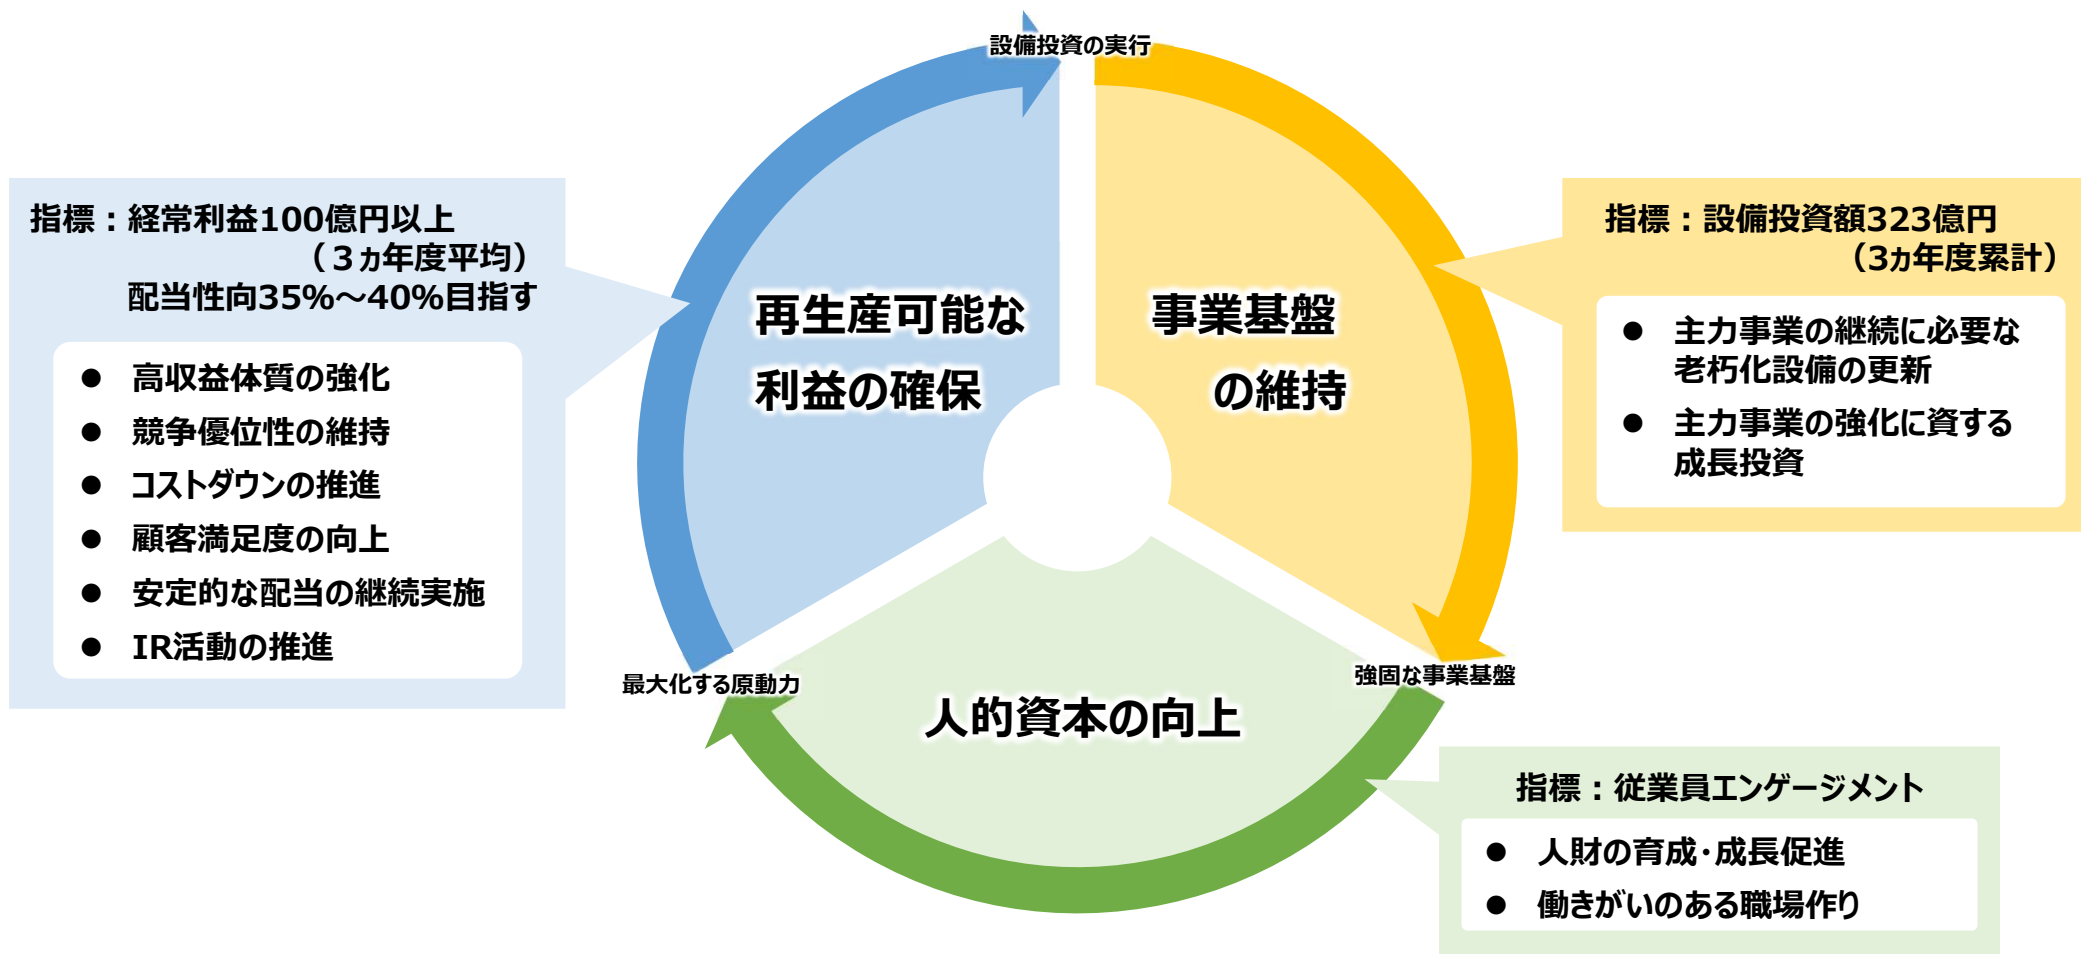 設備投資の実行
指標：経常利益100億円以上
（３ヵ年度平均）
配当性向35%～40%目指す
● 高収益体質の強化
● 競争優位性の維持
● コストダウンの推進
● 顧客満足度の向上
● 安定的な配当の継続実施
● IR活動の推進
再生産可能な
利益の確保
事業基盤
の維持
指標：設備投資額323億円
（3ヵ年度累計）
● 主力事業の継続に必要な
老朽化設備の更新
● 主力事業の強化に資する
成長投資
最大化する原動力
強固な事業基盤
人的資本の向上
指標：従業員エンゲージメント
● 人財の育成・成長促進
● 働きがいのある職場作り